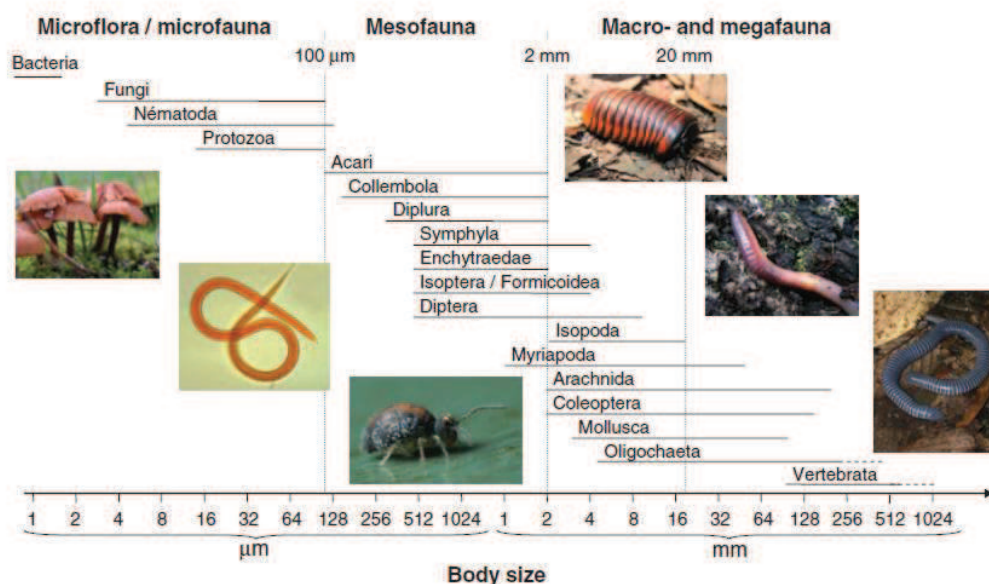 Microflora / microfauna Mesofauna Macro- and megafauna
100 µm 2 mm 20 mm
Bacteria
Fungi
Nématoda
Protozoa
Acari
Collembola
Diplura
Symphyla
Enchytraedae
Isoptera / Formicoidea
Diptera
Isopoda
Myriapoda
Arachnida
Coleoptera
Mollusca
Oligochaeta
Vertebrata
1 2 4 8 16 32 64 128 256 512 1024 1 2 4 8 16 32 64 128 256 512 1024
µm mm
Body size